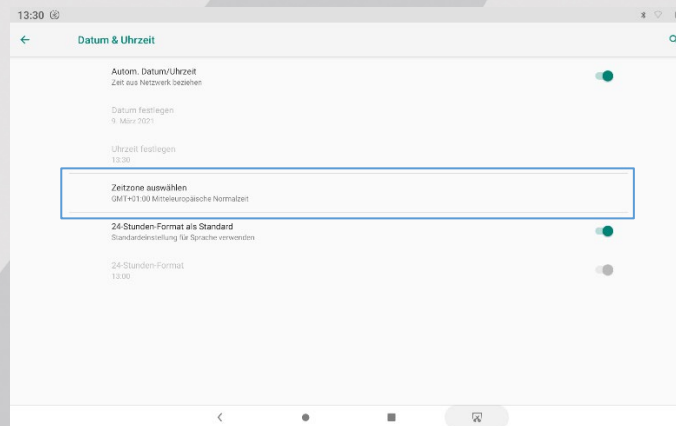 13:30
Datum & Uhrzeit
Autom. Datum/Uhrzeit
Zeit aus Netzwerk beziehen
Datum festlegen
9. März 2021
Uhrzeit festlegen
13:30
Zeitzone auswählen
GMT+01:00 Mitteleuropäische Normalzeit
24-Stunden-Format als Standard
Standardeinstellung für Sprache verwenden
24-Stunden-Format
13:00